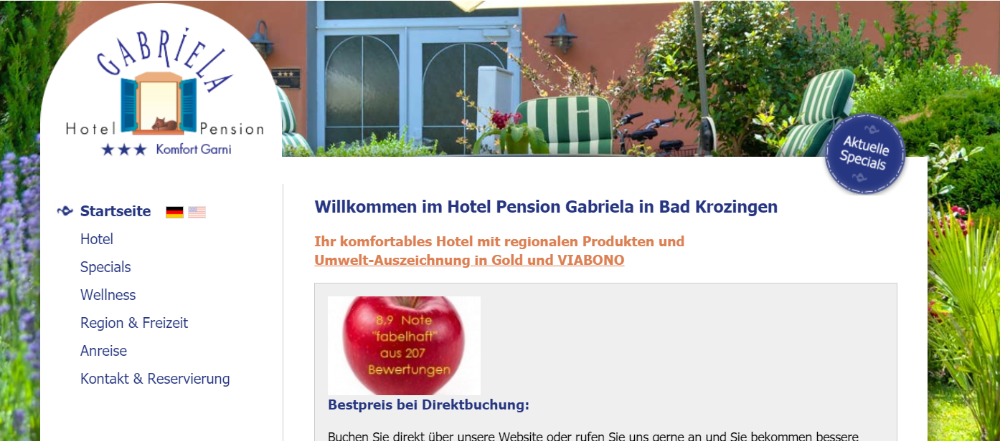 GABRIELA
Hotel Pension
★★★ Komfort Garni
Aktuelle
Specials
Startseite
Hotel
Specials
Wellness
Region & Freizeit
Anreise
Kontakt & Reservierung
Willkommen im Hotel Pension Gabriela in Bad Krozingen
Ihr komfortables Hotel mit regionalen Produkten und
Umwelt-Auszeichnung in Gold und VIABONO
8,9 Note
"fabelhaft"
aus 207
Bewertungen
Bestpreis bei Direktbuchung:
Buchen Sie direkt über unsere Website oder rufen Sie uns gerne an und Sie bekommen bessere